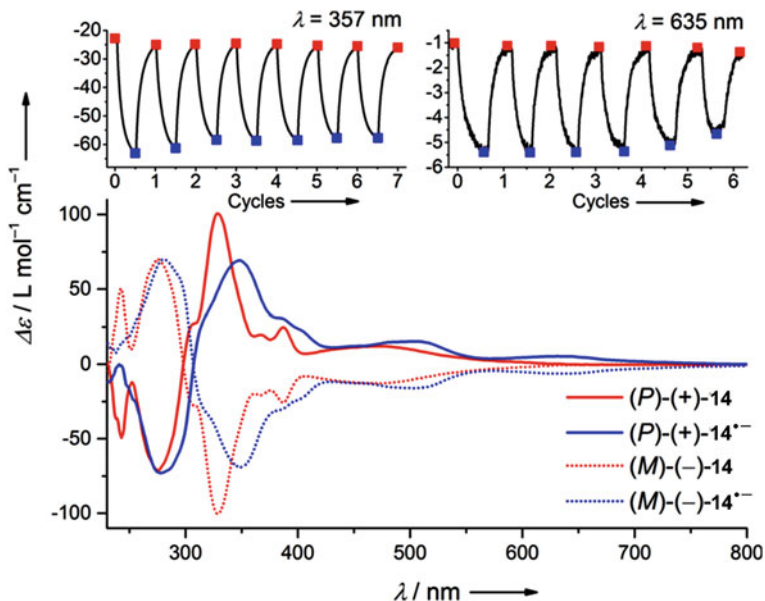 λ = 357 nm
λ = 635 nm
-20
-30
-40
-50
-60
0 1 2 3 4 5 6 7
Cycles
-1
-2
-3
-4
-5
-6
0 1 2 3 4 5 6
Cycles
Δε / L mol⁻¹ cm⁻¹
100
50
0
-50
-100
(P)-(+)-14
(P)-(+)-14•−
(M)-(−)-14
(M)-(−)-14•−
300 400 500 600 700 800
λ / nm